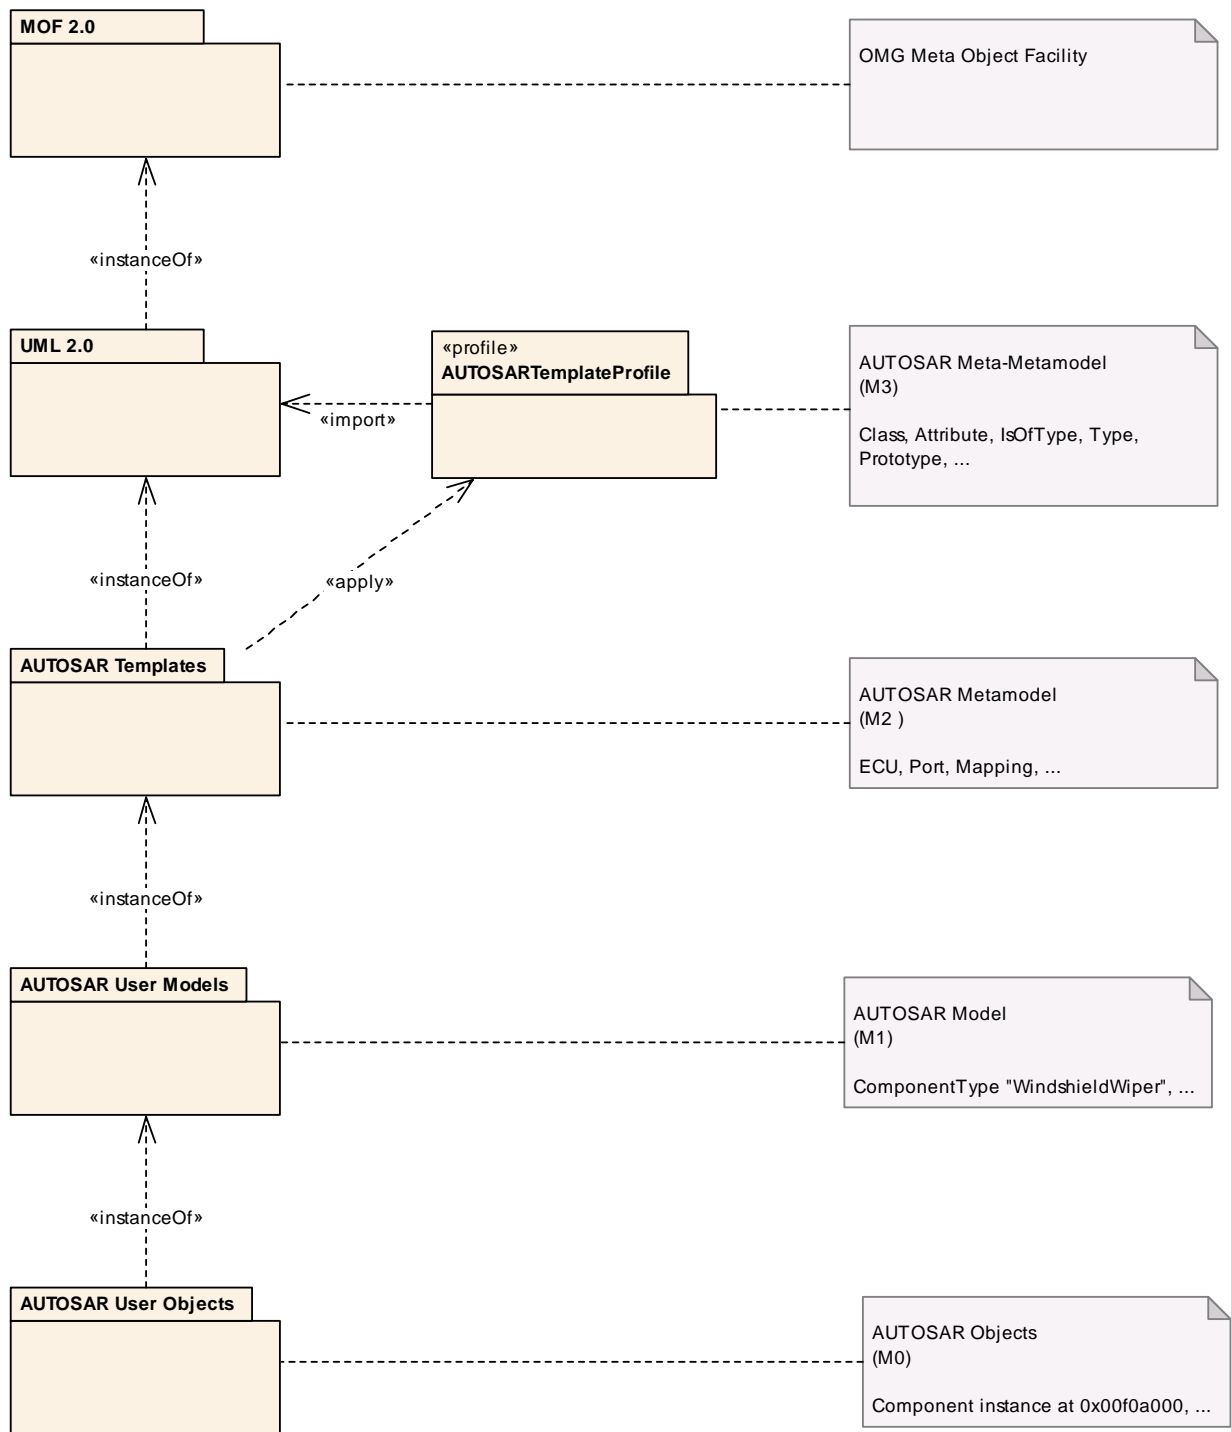 MOF 2.0
OMG Meta Object Facility
«instanceOf»
UML 2.0
«profile»
AUTOSARTemplateProfile
«import»
AUTOSAR Meta-Metamodel
(M3)
Class, Attribute, IsOfType, Type,
Prototype, ...
«instanceOf»
«apply»
AUTOSAR Templates
AUTOSAR Metamodel
(M2 )
ECU, Port, Mapping, ...
«instanceOf»
AUTOSAR User Models
AUTOSAR Model
(M1)
ComponentType "WindshieldWiper", ...
«instanceOf»
AUTOSAR User Objects
AUTOSAR Objects
(M0)
Component instance at 0x00f0a000, ...